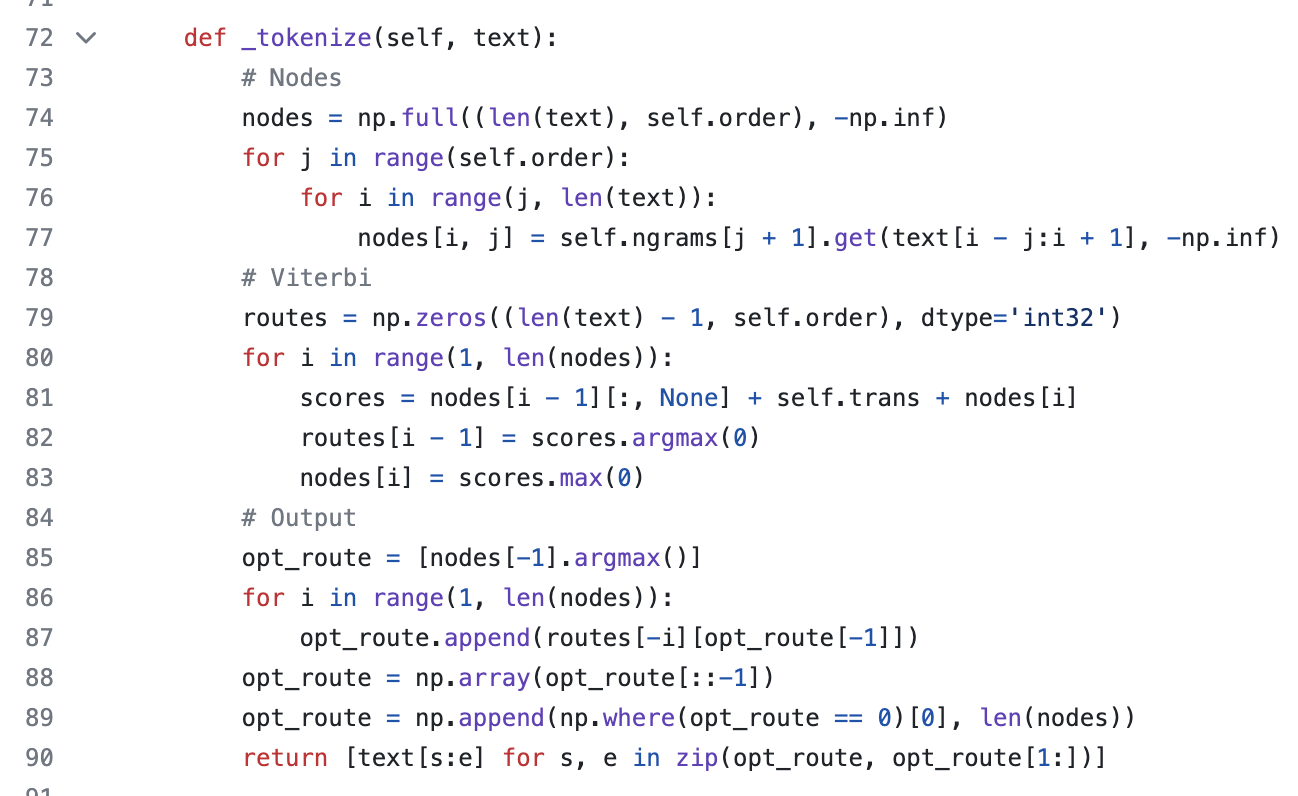 71
72 def _tokenize(self, text):
73 # Nodes
74 nodes = np.full((len(text), self.order), -np.inf)
75 for j in range(self.order):
76 for i in range(j, len(text)):
77 nodes[i, j] = self.ngrams[j + 1].get(text[i - j:i + 1], -np.inf)
78 # Viterbi
79 routes = np.zeros((len(text) - 1, self.order), dtype='int32')
80 for i in range(1, len(nodes)):
81 scores = nodes[i - 1][:, None] + self.trans + nodes[i]
82 routes[i - 1] = scores.argmax(0)
83 nodes[i] = scores.max(0)
84 # Output
85 opt_route = [nodes[-1].argmax()]
86 for i in range(1, len(nodes)):
87 opt_route.append(routes[-i][opt_route[-1]])
88 opt_route = np.array(opt_route[::-1])
89 opt_route = np.append(np.where(opt_route == 0)[0], len(nodes))
90 return [text[s:e] for s, e in zip(opt_route, opt_route[1:])]
91